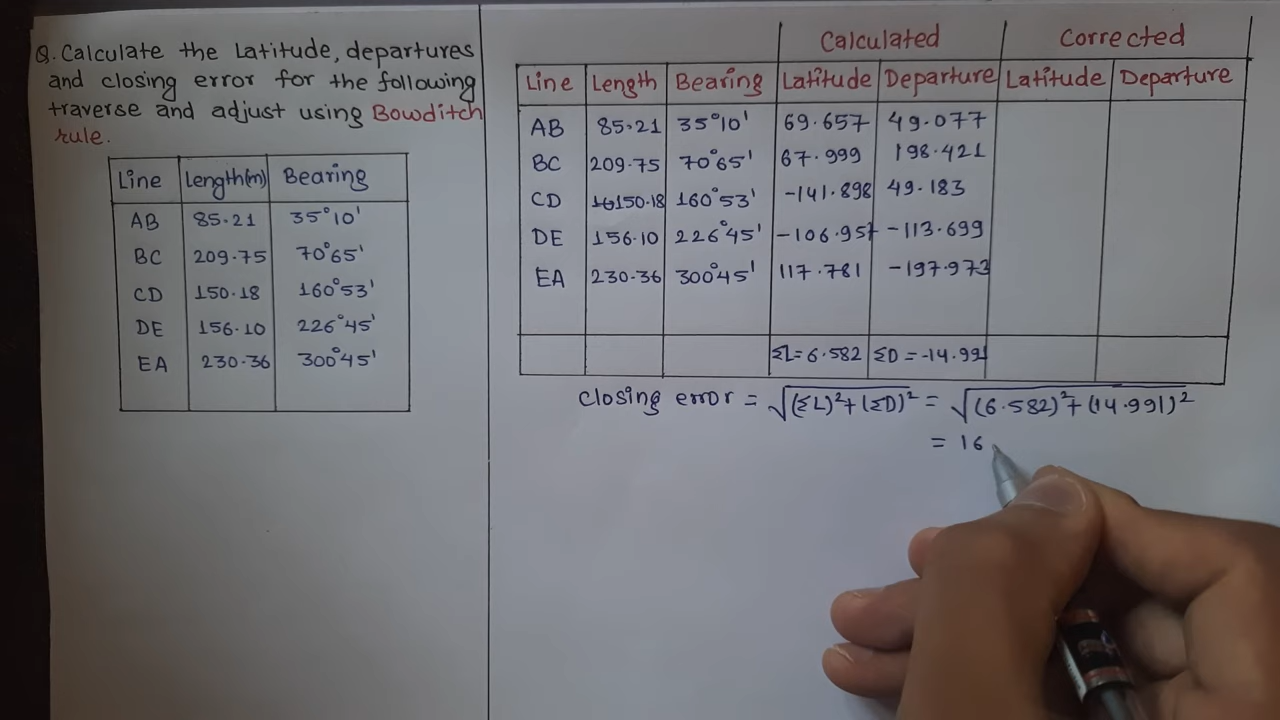 Q. Calculate the Latitude, departures
and closing error for the following
traverse and adjust using Bowditch
rule.
Line Length(m) Bearing
AB 85.21 35°10'
BC 209.75 70°65'
CD 150.18 160°53'
DE 156.10 226°45'
EA 230.36 300°45'
Calculated Corrected
Line Length Bearing Latitude Departure Latitude Departure
AB 85.21 35°10' 69.657 49.077
BC 209.75 70°65' 67.999 198.421
CD 150.18 160°53' -141.898 49.183
DE 156.10 226°45' -106.957 -113.699
EA 230.36 300°45' 117.781 -197.973
ΣL=6.582 ΣD=-14.991
Closing error = √(ΣL)²+(ΣD)² = √(6.582)²+(14.991)²
= 16